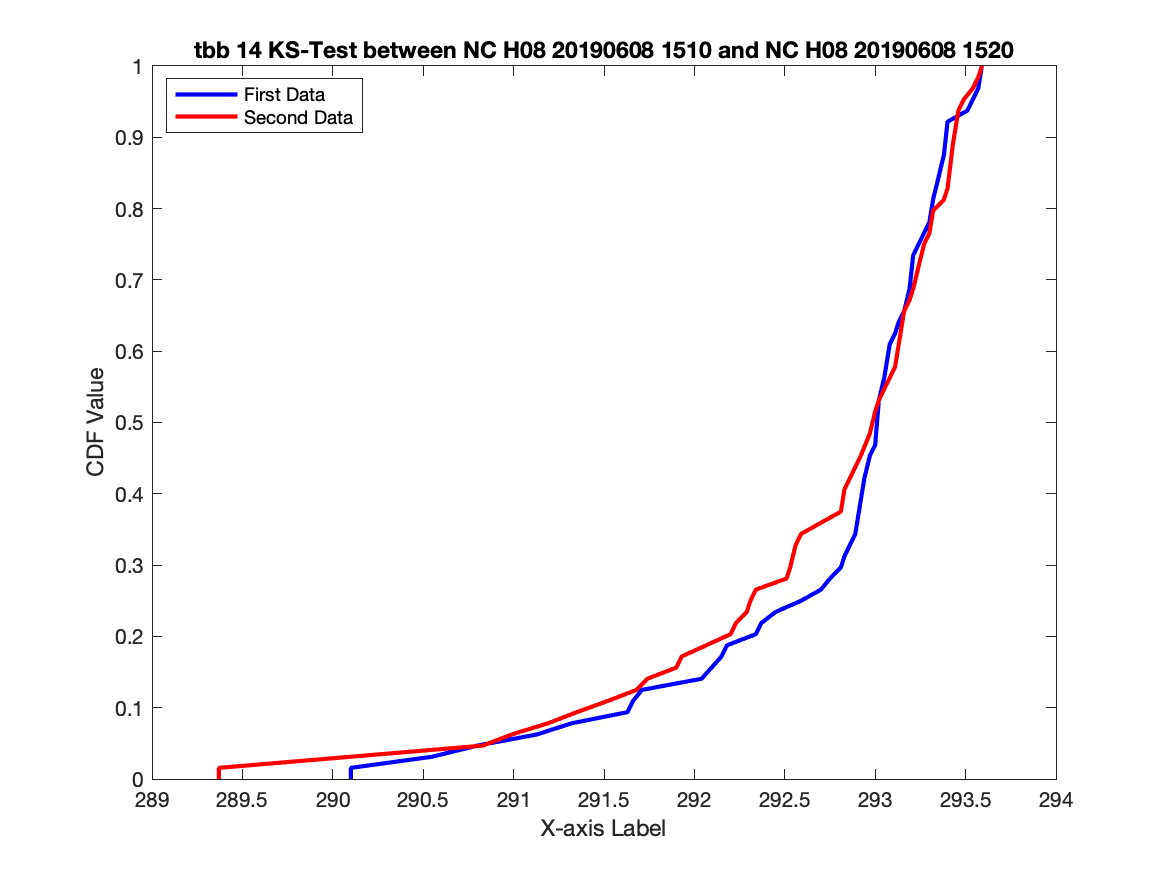 tbb 14 KS-Test between NC H08 20190608 1510 and NC H08 20190608 1520
First Data
Second Data
1
0.9
0.8
0.7
0.6
0.5
0.4
0.3
0.2
0.1
0
CDF Value
289 289.5 290 290.5 291 291.5 292 292.5 293 293.5 294
X-axis Label